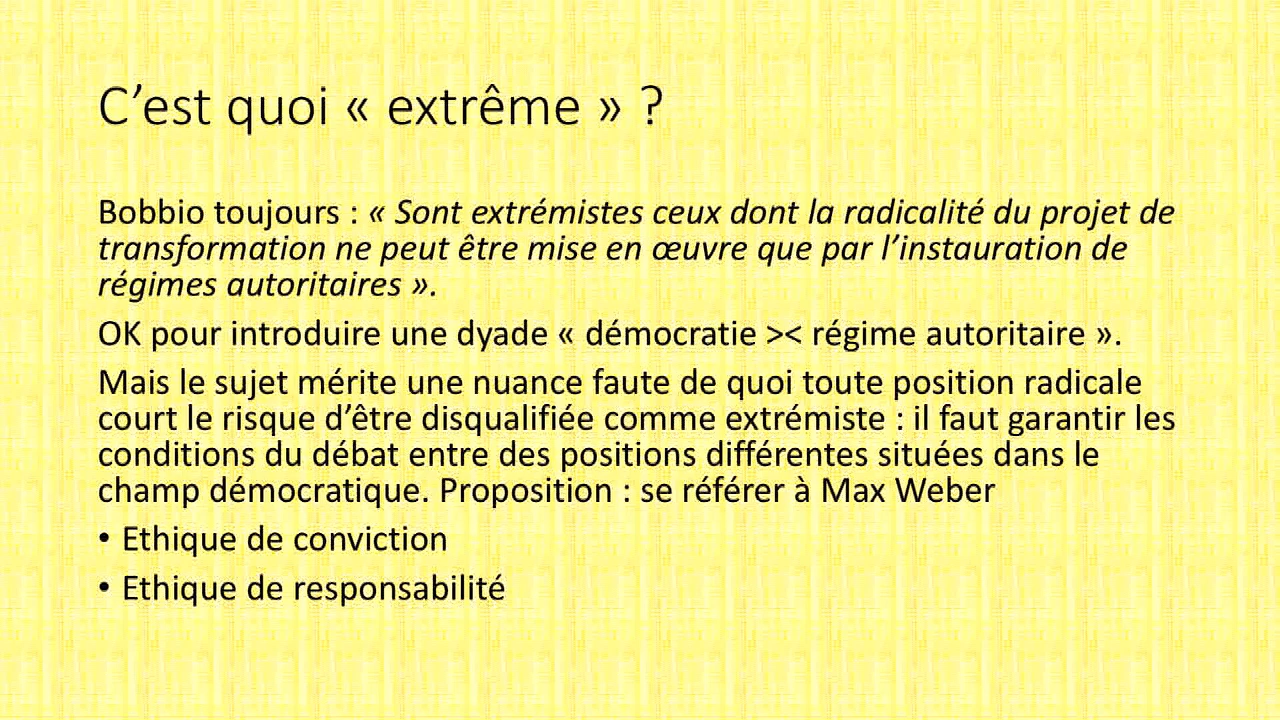 C’est quoi « extrême » ?
Bobbio toujours : « Sont extrémistes ceux dont la radicalité du projet de
transformation ne peut être mise en œuvre que par l’instauration de
régimes autoritaires ».
OK pour introduire une dyade « démocratie >< régime autoritaire ».
Mais le sujet mérite une nuance faute de quoi toute position radicale
court le risque d’être disqualifiée comme extrémiste : il faut garantir les
conditions du débat entre des positions différentes situées dans le
champ démocratique. Proposition : se référer à Max Weber
• Ethique de conviction
• Ethique de responsabilité